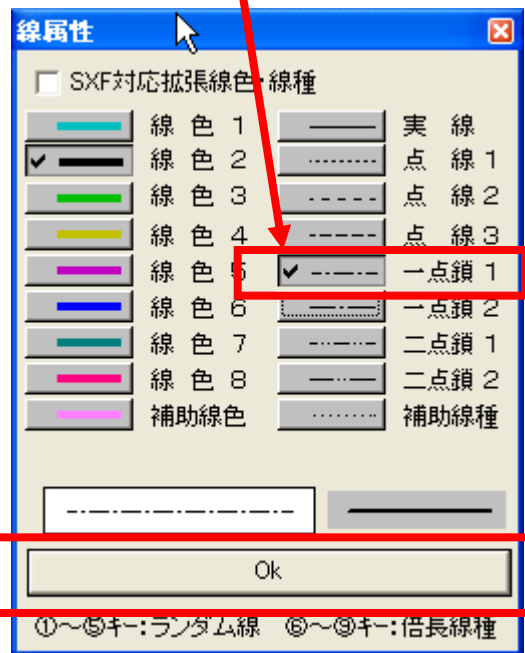 線属性
SXF対応拡張線色・線種
線 色 1 実 線
線 色 2 点 線 1
線 色 3 点 線 2
線 色 4 点 線 3
線 色 5 一点鎖 1
線 色 6 一点鎖 2
線 色 7 二点鎖 1
線 色 8 二点鎖 2
補助線色 補助線種
Ok
①～⑤キー:ランダム線 ⑥～⑨キー:倍長線種